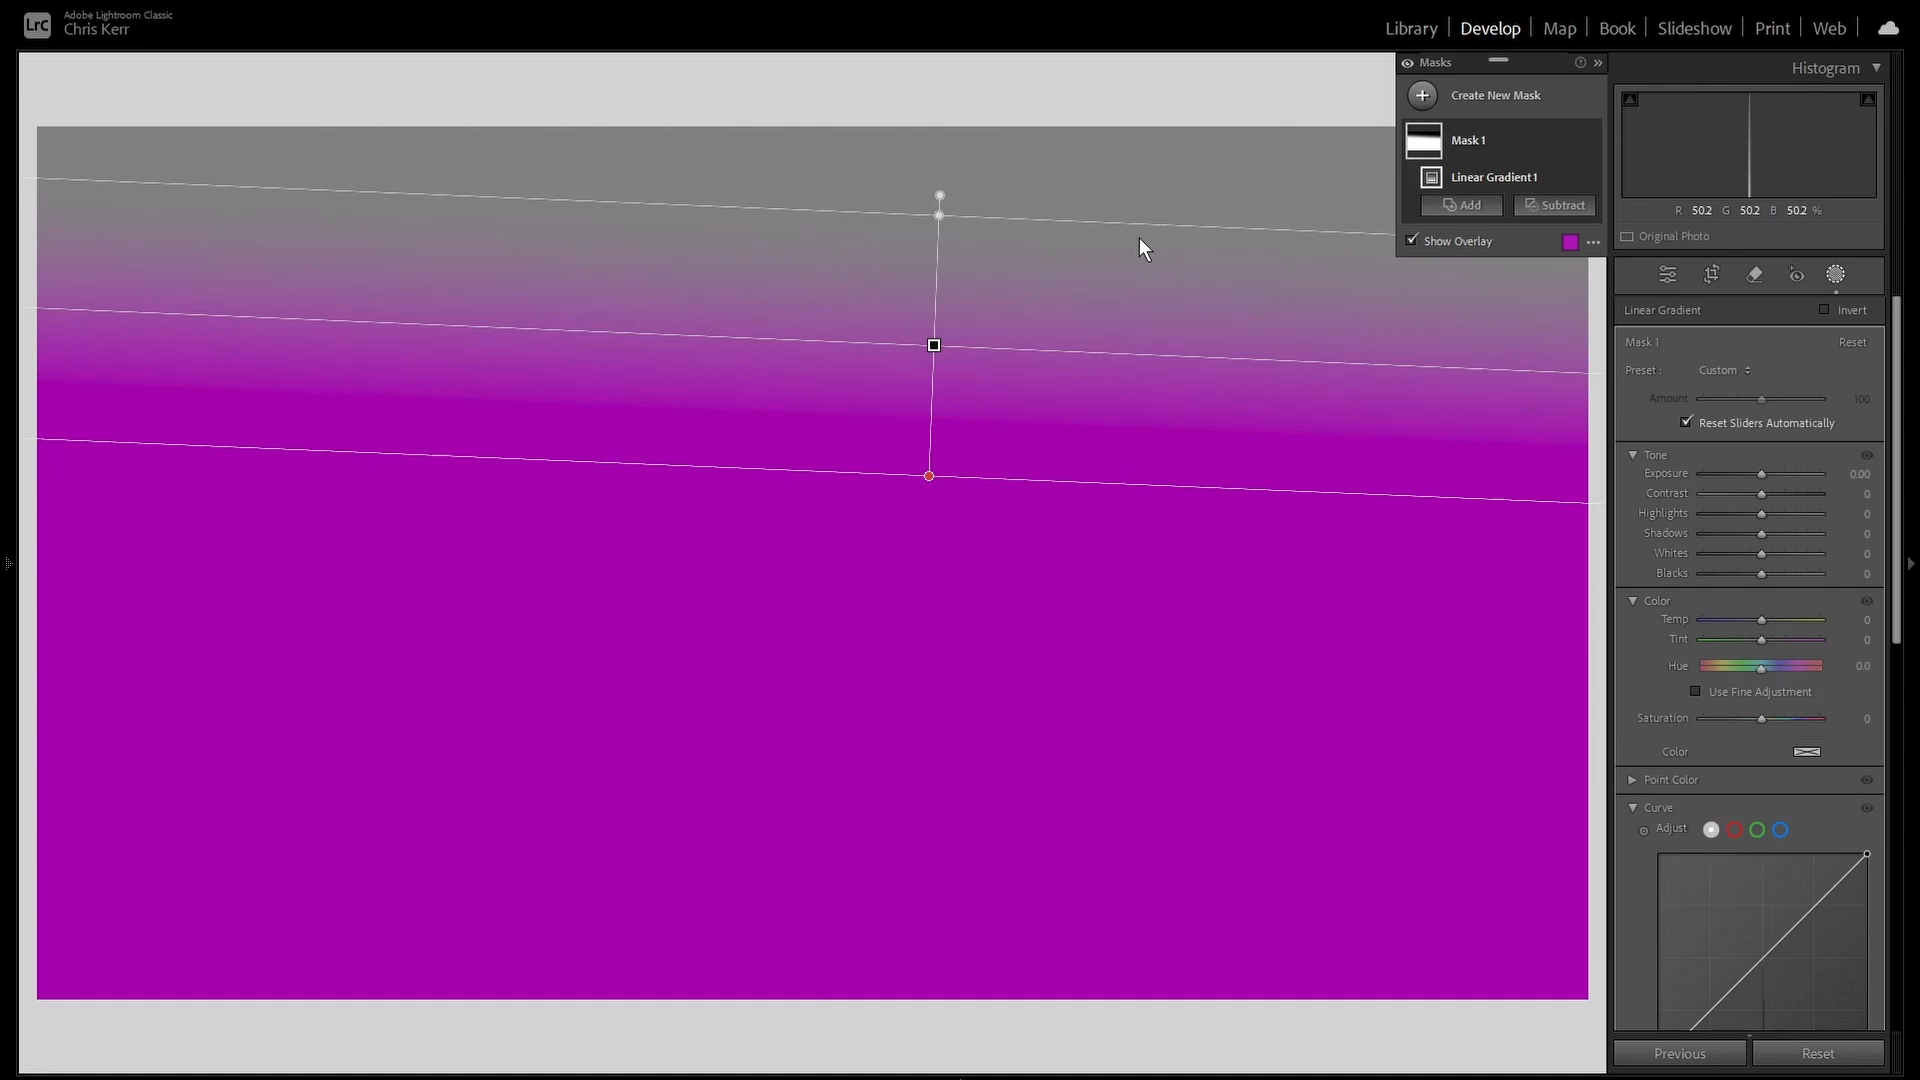 LrC
Adobe Lightroom Classic
Chris Kerr
Library Develop Map Book Slideshow Print Web
Masks
Create New Mask
Mask 1
Linear Gradient 1
Add Subtract
Show Overlay
Histogram
R 50.2 G 50.2 B 50.2 %
Original Photo
Linear Gradient Invert
Mask 1 Reset
Preset : Custom
Amount 100
Reset Sliders Automatically
Tone
Exposure 0.00
Contrast 0
Highlights 0
Shadows 0
Whites 0
Blacks 0
Color
Temp 0
Tint 0
Hue 0.0
Use Fine Adjustment
Saturation 0
Color
Point Color
Curve
Adjust
Previous Reset